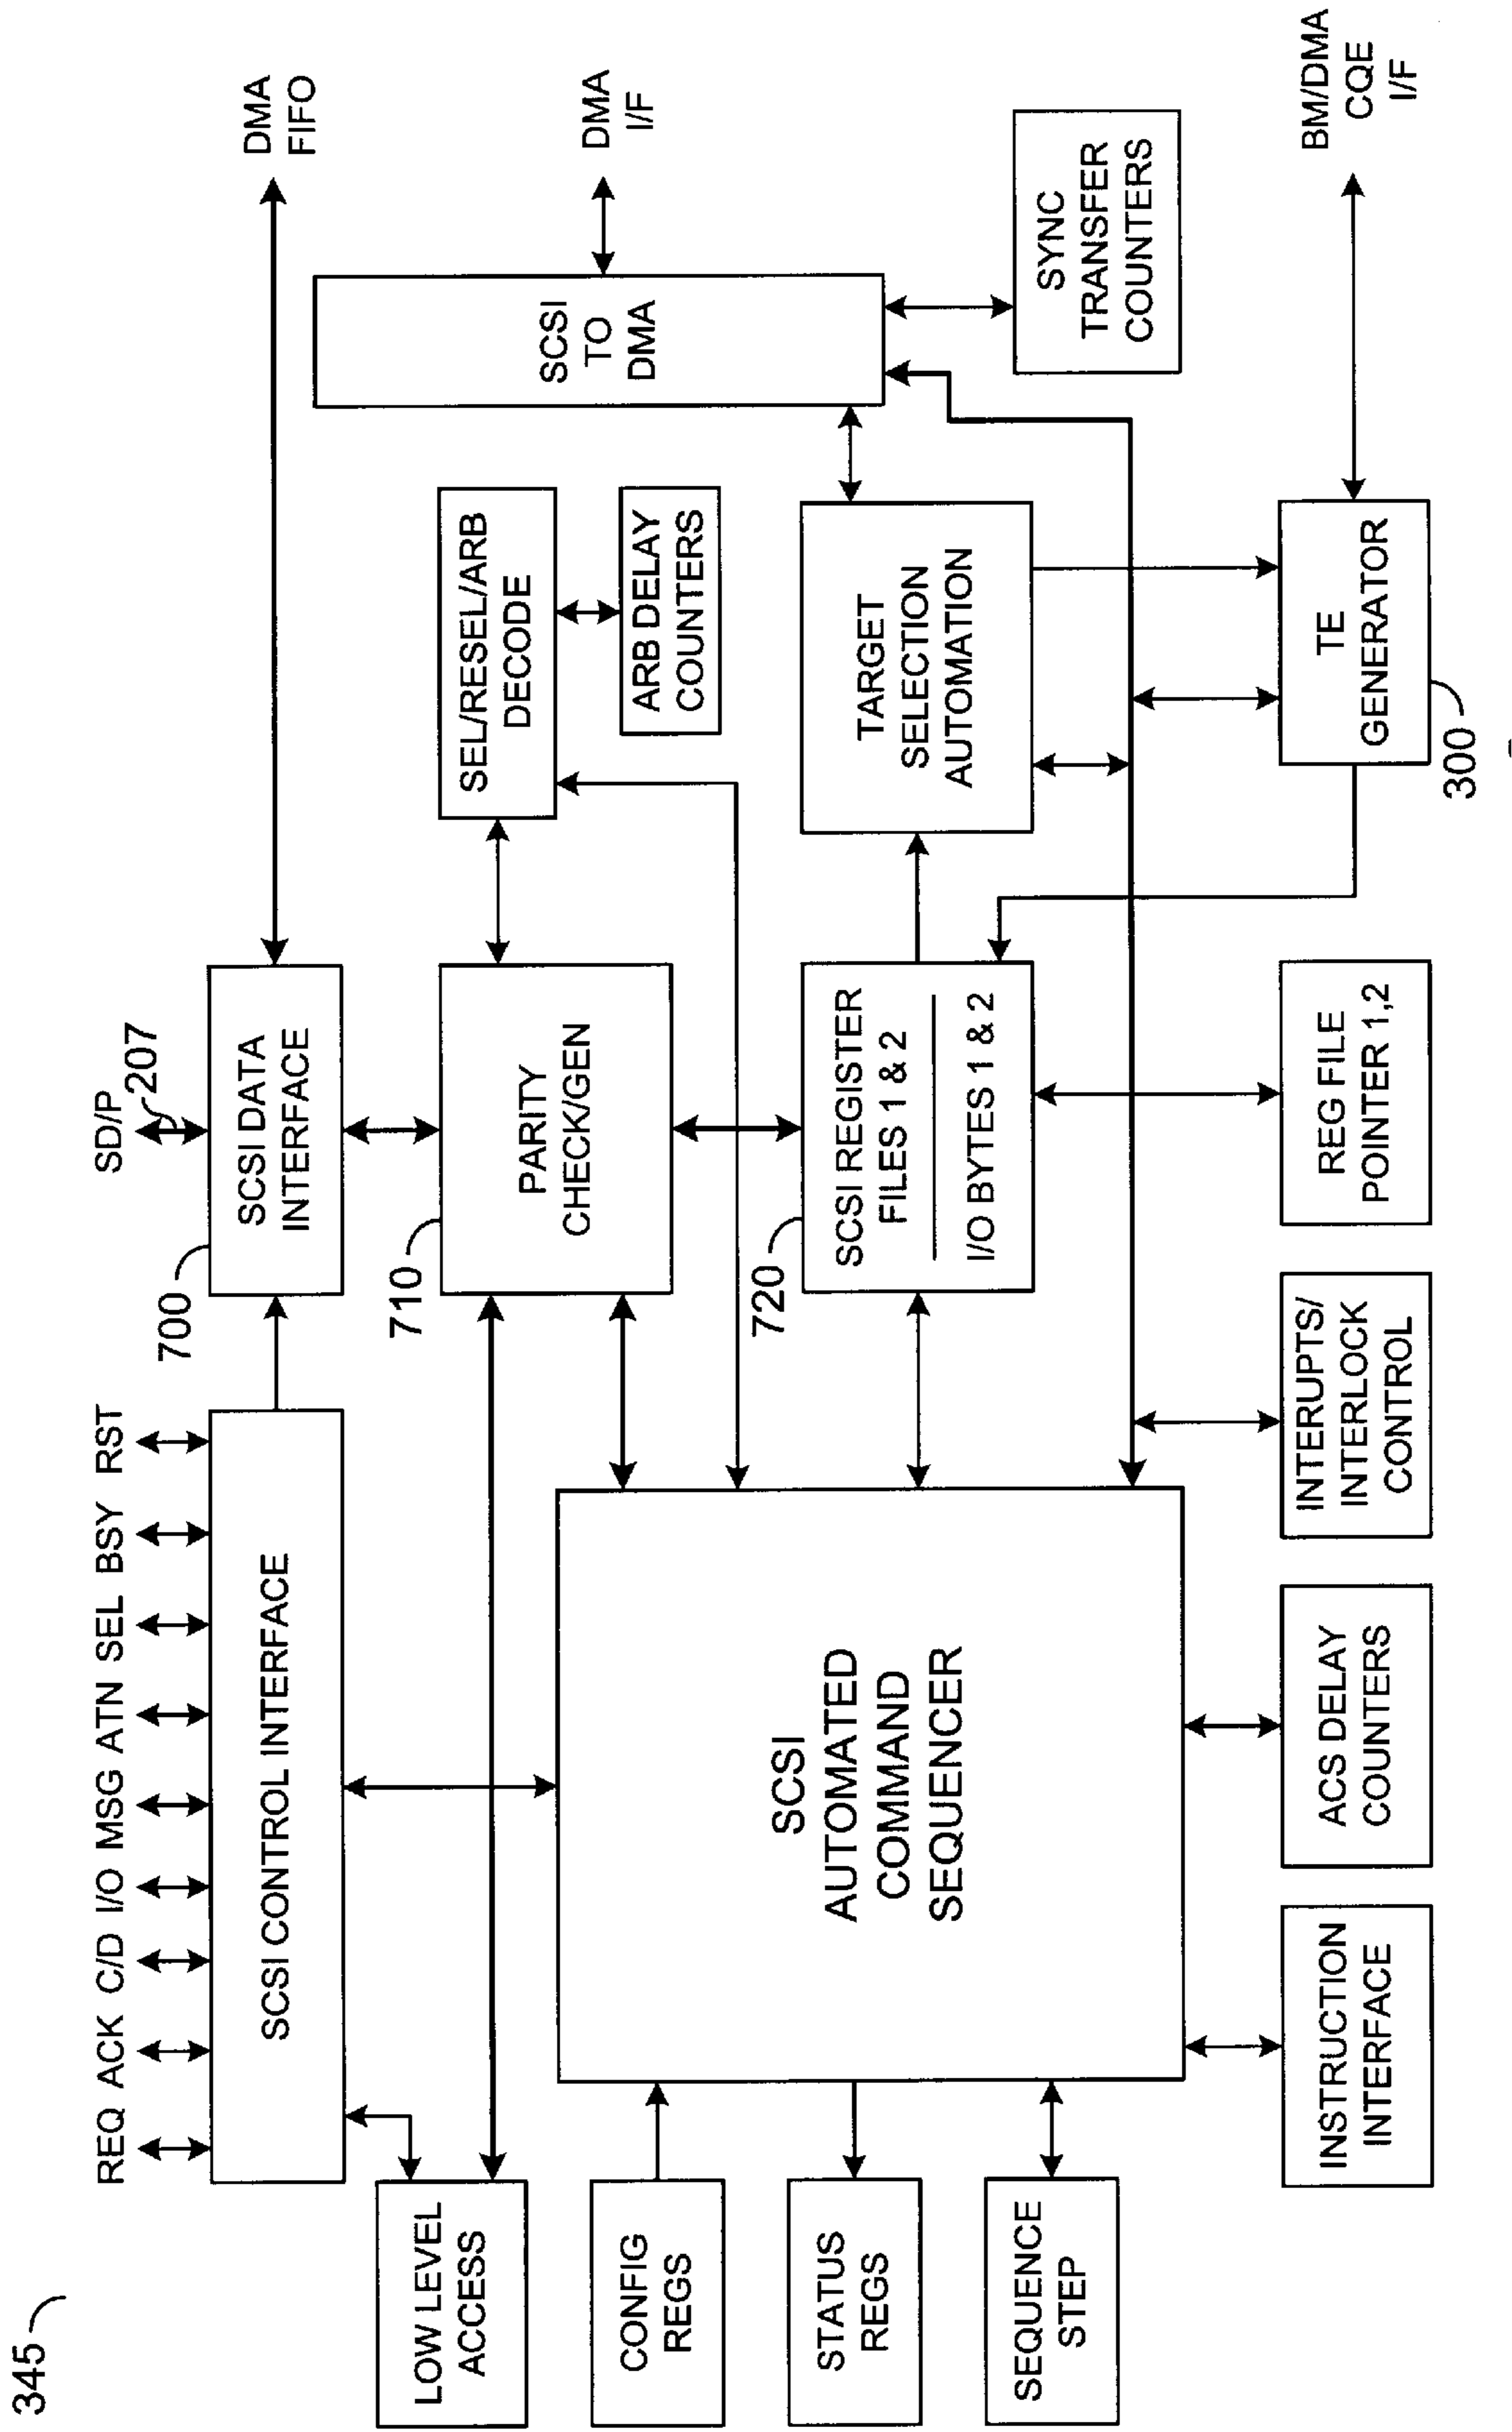 345
REQ ACK C/D I/O MSG ATN SEL BSY RST
SD/P
207
DMA
FIFO
700
SCSI CONTROL INTERFACE
SCSI DATA
INTERFACE
LOW LEVEL
ACCESS
710
PARITY
CHECK/GEN
SEL/RESEL/ARB
DECODE
ARB DELAY
COUNTERS
SCSI
TO
DMA
DMA
I/F
CONFIG
REGS
STATUS
REGS
SEQUENCE
STEP
SCSI
AUTOMATED
COMMAND
SEQUENCER
720
SCSI REGISTER
FILES 1 & 2
I/O BYTES 1 & 2
TARGET
SELECTION
AUTOMATION
SYNC
TRANSFER
COUNTERS
INSTRUCTION
INTERFACE
ACS DELAY
COUNTERS
INTERUPTS/
INTERLOCK
CONTROL
REG FILE
POINTER 1,2
TE
GENERATOR
300
BM/DMA
CQE
I/F